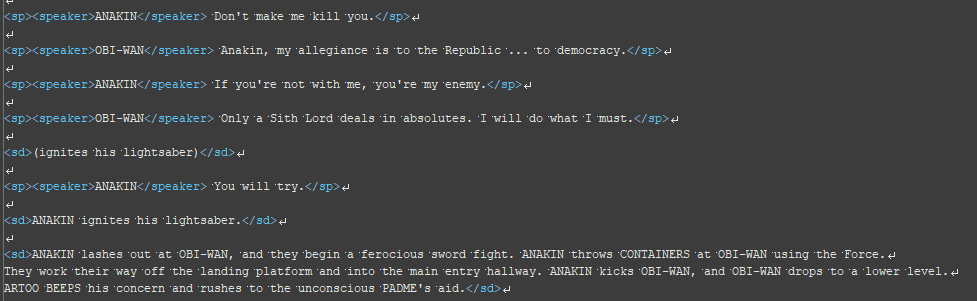 <sp><speaker>ANAKIN</speaker> Don't make me kill you.</sp>
<sp><speaker>OBI-WAN</speaker> Anakin, my allegiance is to the Republic ... to democracy.</sp>
<sp><speaker>ANAKIN</speaker> If you're not with me, you're my enemy.</sp>
<sp><speaker>OBI-WAN</speaker> Only a Sith Lord deals in absolutes. I will do what I must.</sp>
<sd>(ignites his lightsaber)</sd>
<sp><speaker>ANAKIN</speaker> You will try.</sp>
<sd>ANAKIN ignites his lightsaber.</sd>
<sd>ANAKIN lashes out at OBI-WAN, and they begin a ferocious sword fight. ANAKIN throws CONTAINERS at OBI-WAN using the Force.
They work their way off the landing platform and into the main entry hallway. ANAKIN kicks OBI-WAN, and OBI-WAN drops to a lower level.
ARTOO BEEPS his concern and rushes to the unconscious PADME's aid.</sd>